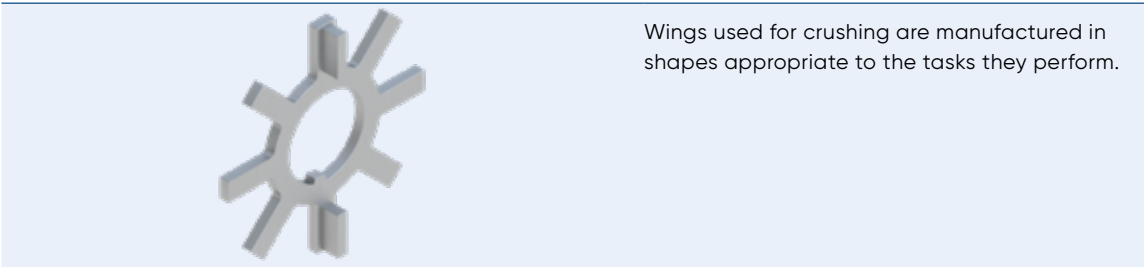 Wings used for crushing are manufactured in
shapes appropriate to the tasks they perform.